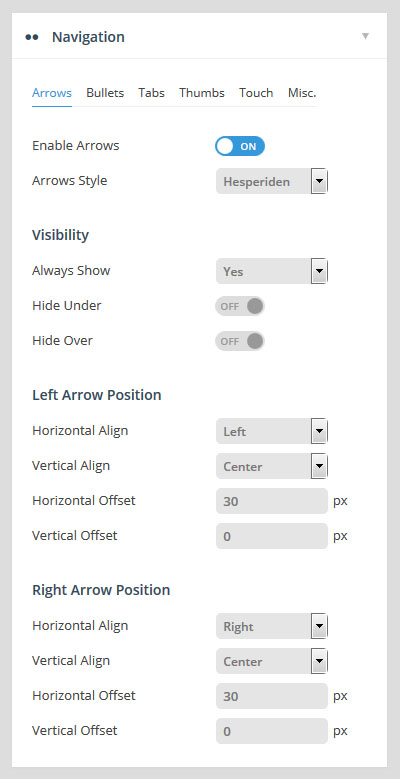 Navigation
Arrows Bullets Tabs Thumbs Touch Misc.
Enable Arrows ON
Arrows Style Hesperiden
Visibility
Always Show Yes
Hide Under OFF
Hide Over OFF
Left Arrow Position
Horizontal Align Left
Vertical Align Center
Horizontal Offset 30 px
Vertical Offset 0 px
Right Arrow Position
Horizontal Align Right
Vertical Align Center
Horizontal Offset 30 px
Vertical Offset 0 px